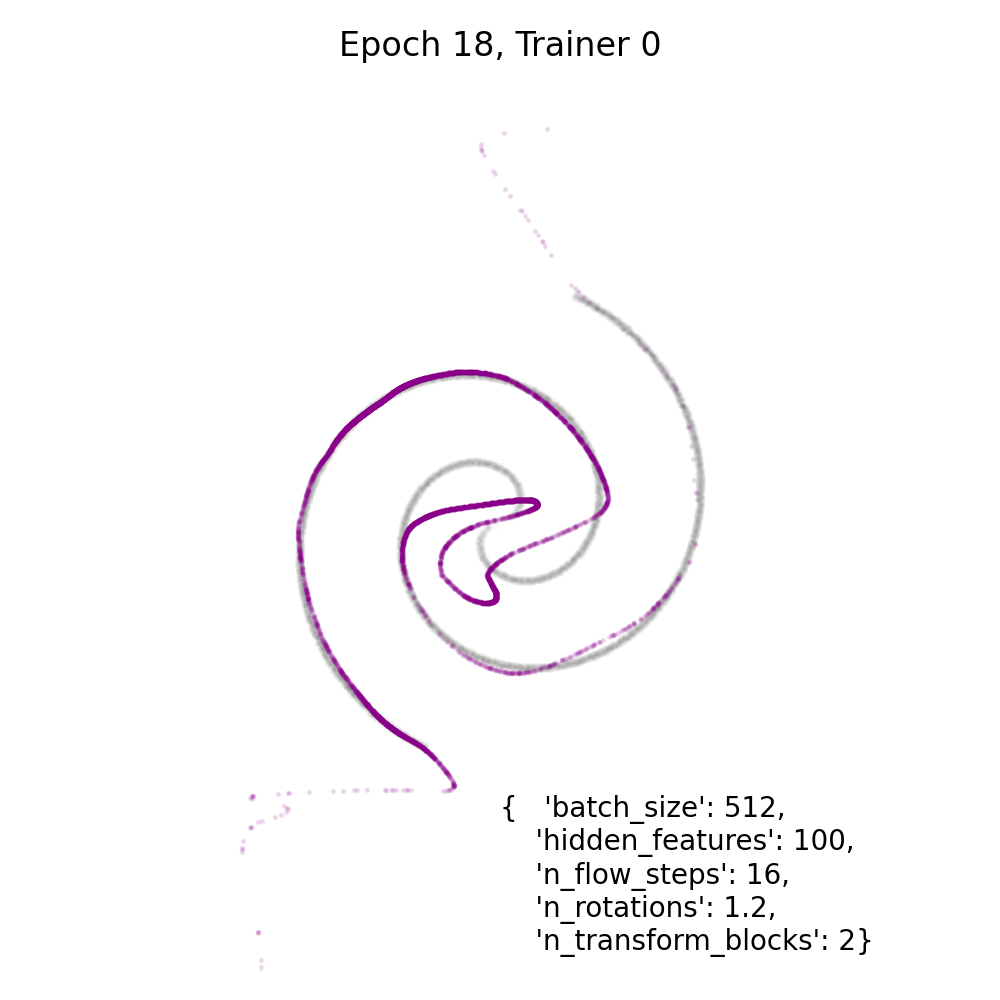 Epoch 18, Trainer 0
{   'batch_size': 512,
'hidden_features': 100,
'n_flow_steps': 16,
'n_rotations': 1.2,
'n_transform_blocks': 2}